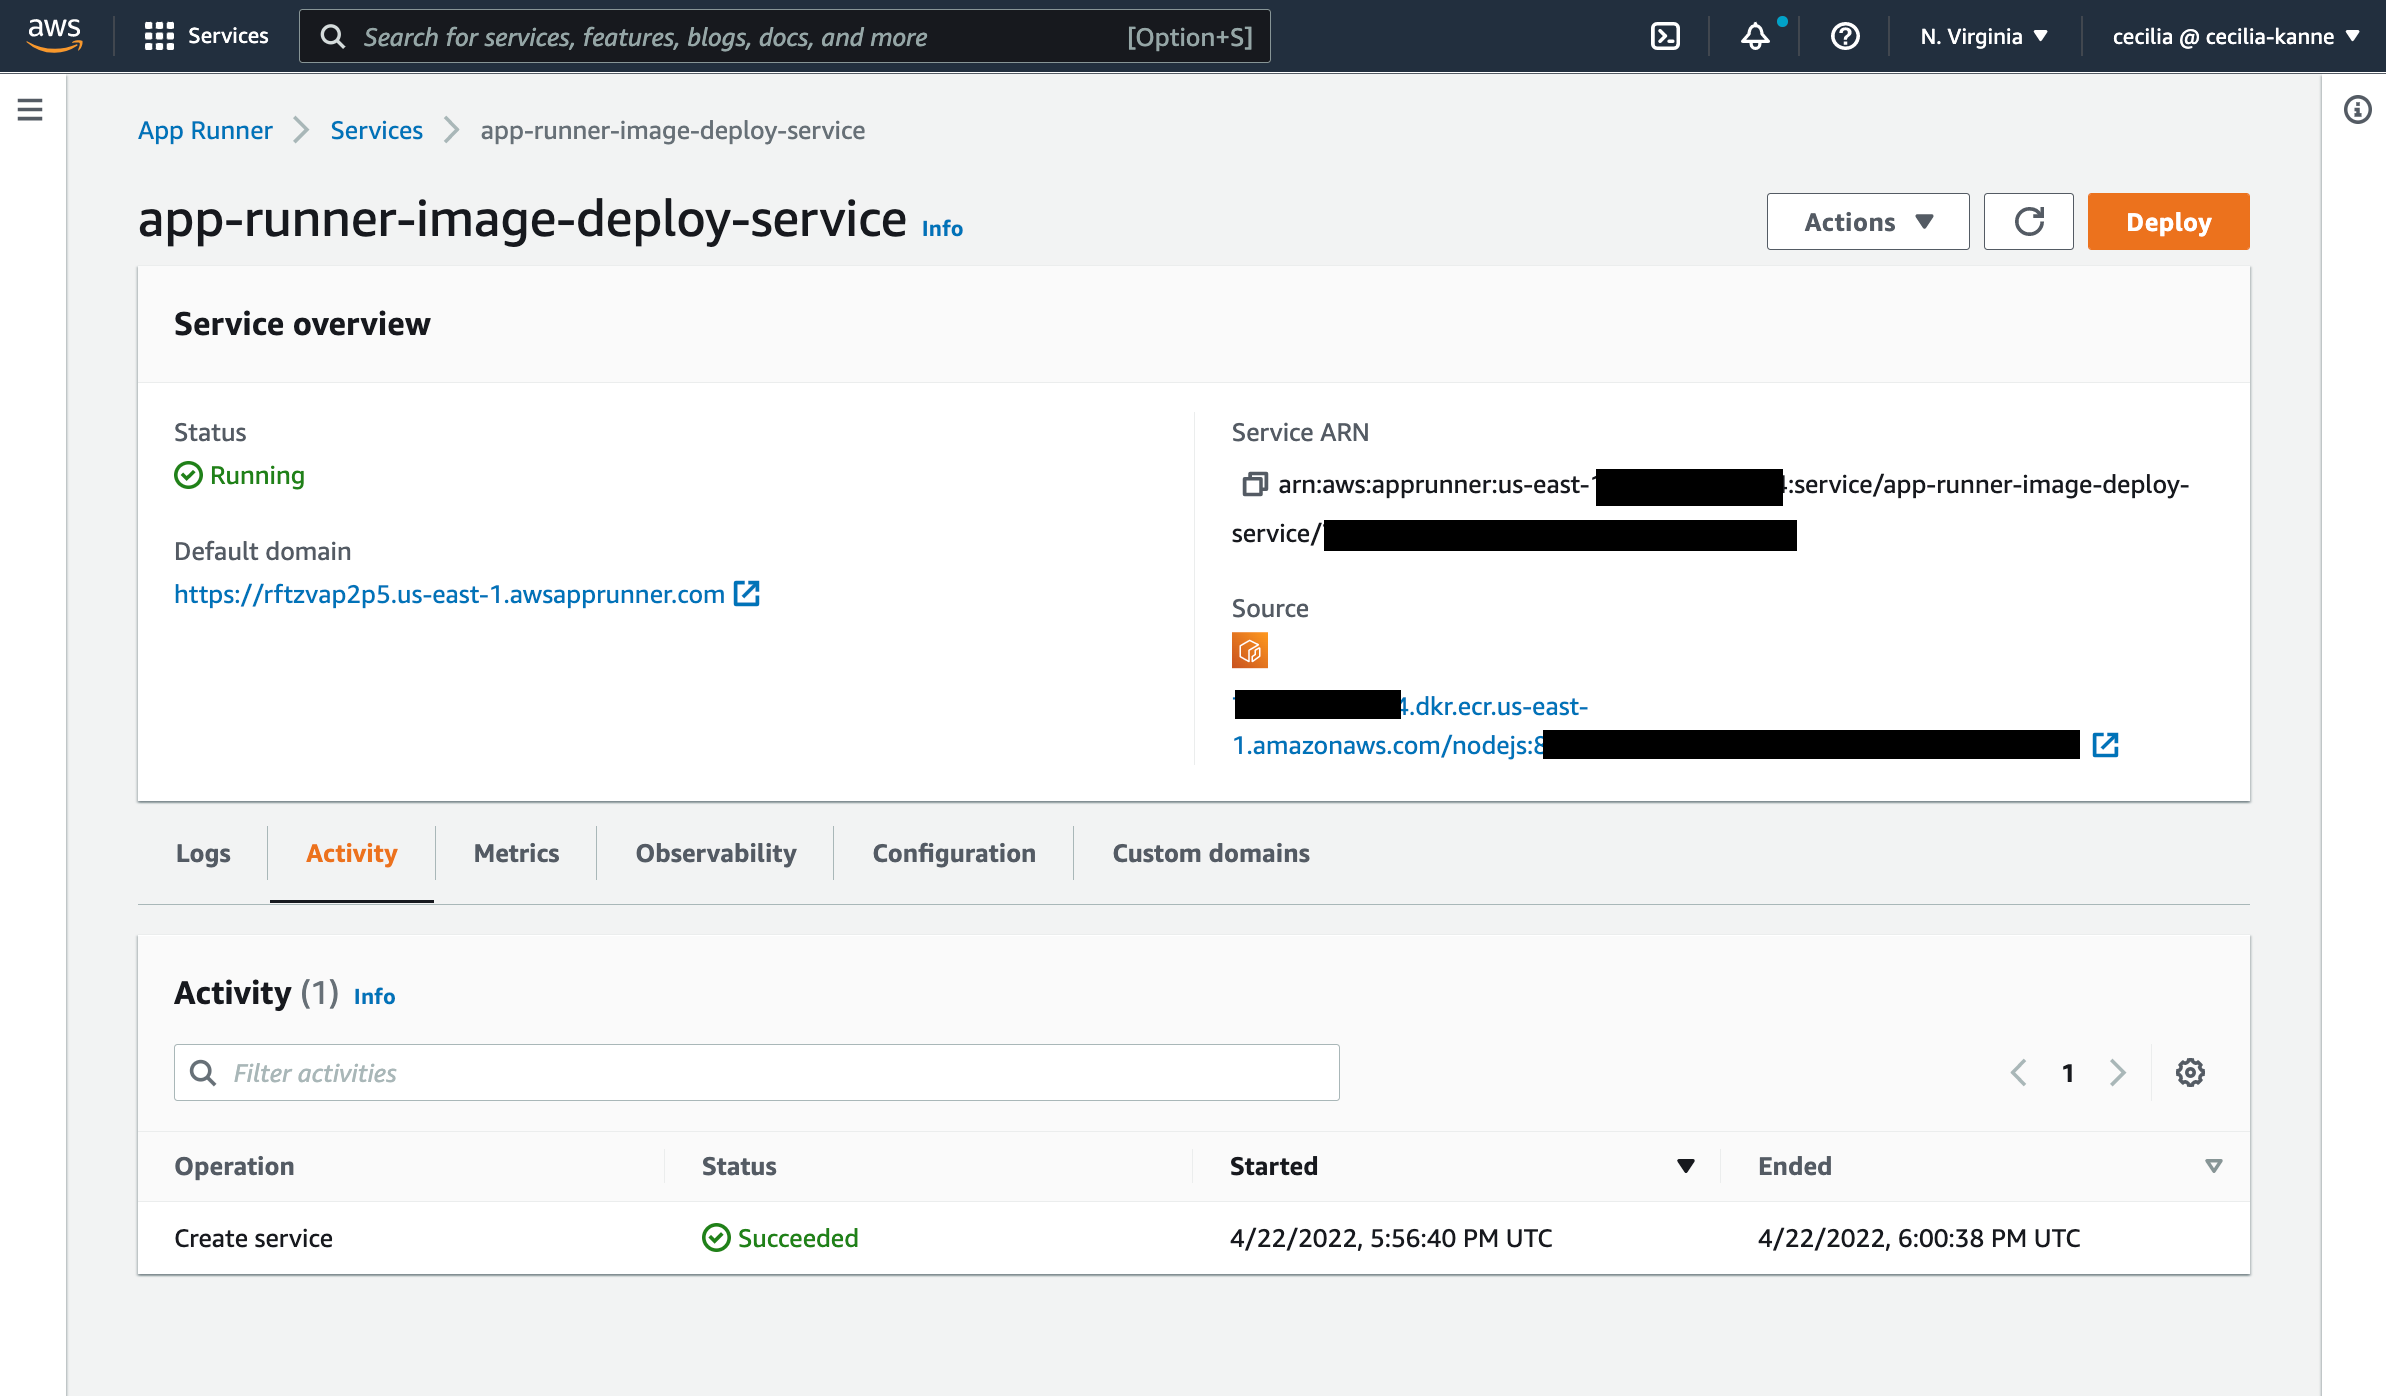 aws
Services
Search for services, features, blogs, docs, and more [Option+S]
N. Virginia
cecilia @ cecilia-kanne
App Runner
Services
app-runner-image-deploy-service
app-runner-image-deploy-service Info
Actions
Deploy
Service overview
Status
Running
Default domain
https://rftzvap2p5.us-east-1.awsapprunner.com
Service ARN
arn:aws:apprunner:us-east-1 4:service/app-runner-image-deploy-
service/
Source
4.dkr.ecr.us-east-
1.amazonaws.com/nodejs:8
Logs
Activity
Metrics
Observability
Configuration
Custom domains
Activity (1) Info
Filter activities
1
Operation Status Started Ended
Create service Succeeded 4/22/2022, 5:56:40 PM UTC 4/22/2022, 6:00:38 PM UTC